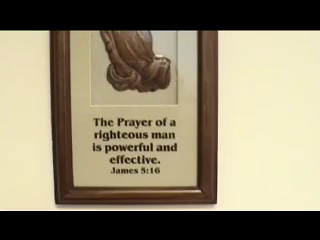 The Prayer of a
righteous man
is powerful and
effective.
James 5:16